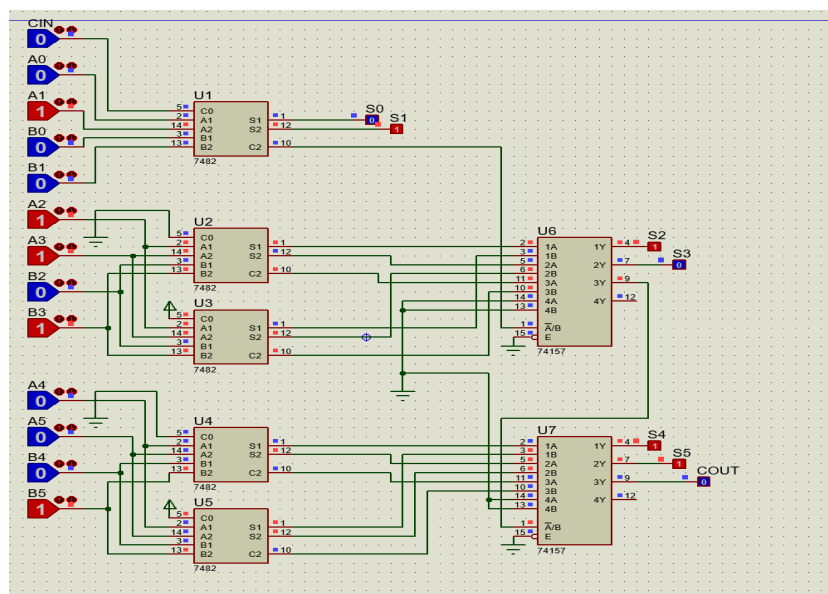 CIN
0
A0
0
A1
1
B0
0
B1
0
U1
5 C0
2 A1 S1 1
14 A2 S2 12
3 B1
13 B2 C2 10
7482
S0
0
S1
1
A2
1
A3
1
B2
0
B3
1
U2
5 C0
2 A1 S1 1
14 A2 S2 12
3 B1
13 B2 C2 10
7482
U3
5 C0
2 A1 S1 1
14 A2 S2 12
3 B1
13 B2 C2 10
7482
U6
2 1A 1Y 4
3 1B
5 2A 2Y 7
6 2B
11 3A 3Y 9
10 3B
14 4A 4Y 12
13 4B
1 A/B
15 E
74157
S2
1
S3
0
A4
0
A5
0
B4
0
B5
1
U4
5 C0
2 A1 S1 1
14 A2 S2 12
3 B1
13 B2 C2 10
7482
U5
5 C0
2 A1 S1 1
14 A2 S2 12
3 B1
13 B2 C2 10
7482
U7
2 1A 1Y 4
3 1B
5 2A 2Y 7
6 2B
11 3A 3Y 9
10 3B
14 4A 4Y 12
13 4B
1 A/B
15 E
74157
S4
1
S5
1
COUT
0